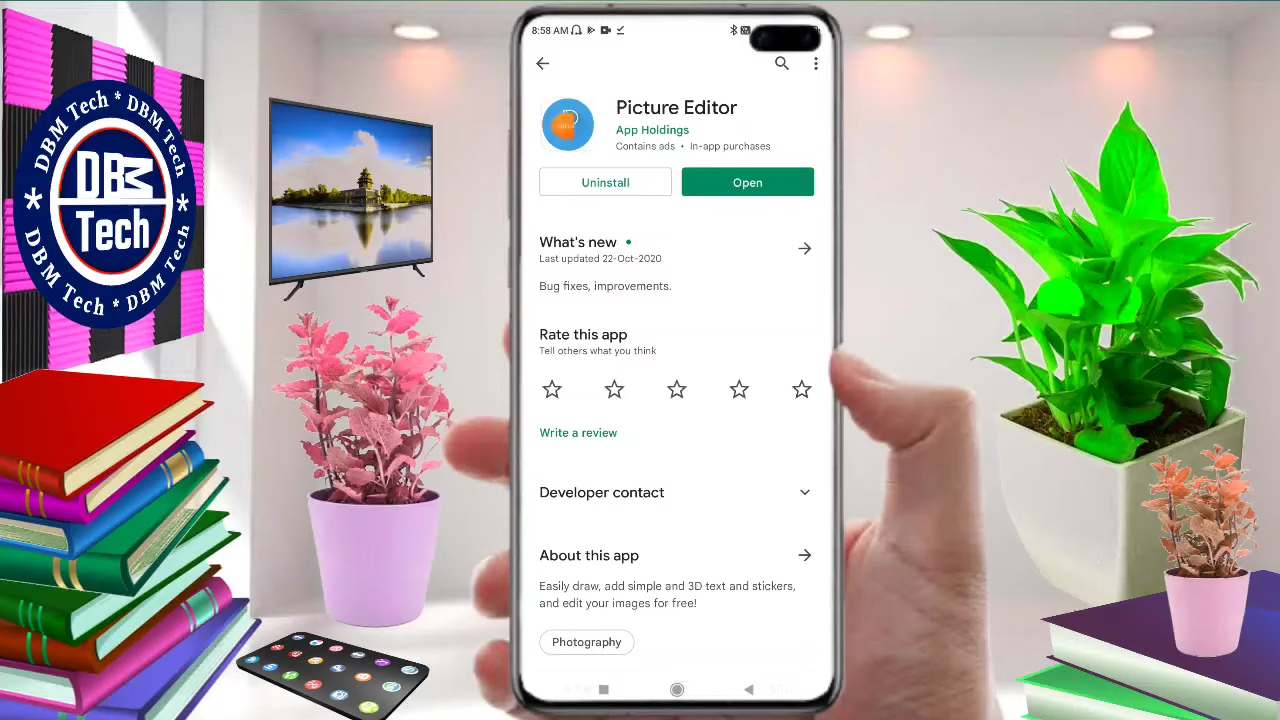 DBM Tech * DBM Tech *
DBM
Tech
DBM Tech * DBM Tech
8:58 AM
Picture Editor
App Holdings
Contains ads • In-app purchases
Uninstall
Open
What's new
Last updated 22-Oct-2020
Bug fixes, improvements.
Rate this app
Tell others what you think
Write a review
Developer contact
About this app
Easily draw, add simple and 3D text and stickers,
and edit your images for free!
Photography